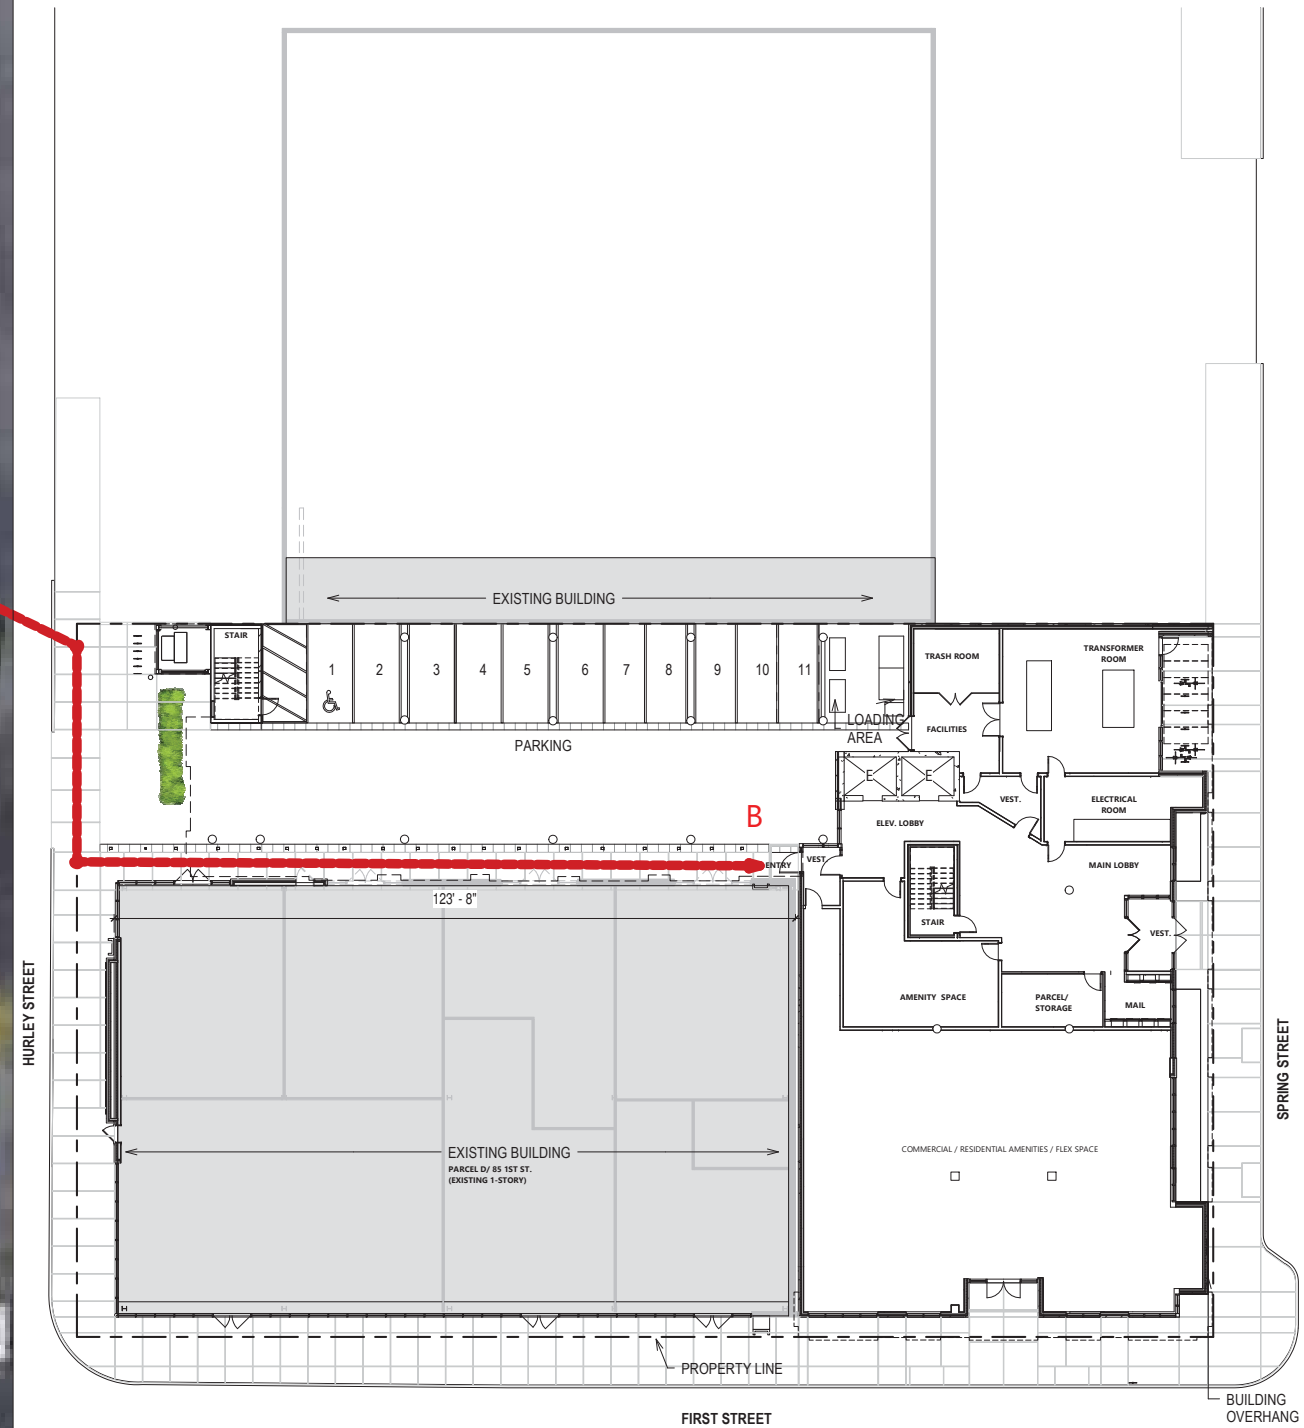 EXISTING BUILDING
STAIR
1
2
3
4
5
6
7
8
9
10
11
TRASH ROOM
TRANSFORMER
ROOM
LOADING
AREA
FACILITIES
PARKING
E
E
VEST.
ELECTRICAL
ROOM
B
ELEV. LOBBY
ENTRY
VEST.
MAIN LOBBY
123' - 8"
STAIR
VEST.
AMENITY SPACE
PARCEL/
STORAGE
MAIL
HURLEY STREET
SPRING STREET
EXISTING BUILDING
PARCEL D/ 85 1ST ST.
(EXISTING 1-STORY)
COMMERCIAL / RESIDENTIAL AMENITIES / FLEX SPACE
PROPERTY LINE
BUILDING
OVERHANG
FIRST STREET